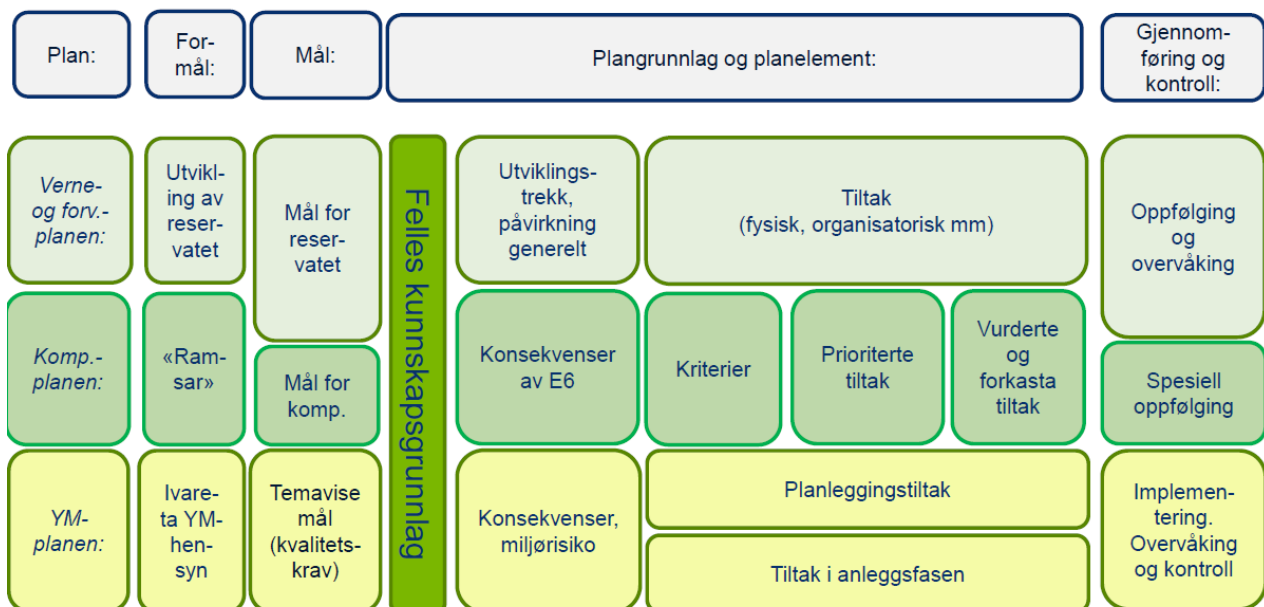 Plan:
For-
mål:
Mål:
Plangrunnlag og planelement:
Gjennom-
føring og
kontroll:
Verne-
og forv.-
planen:
Utvikl-
ing av
reser-
vatet
Mål for
reser-
vatet
Felles kunnskapsgrunnlag
Utviklings-
trekk,
påvirkning
generelt
Tiltak
(fysisk, organisatorisk mm)
Oppfølging
og
overvåking
Komp.-
planen:
«Ram-
sar»
Mål for
komp.
Konsekvenser
av E6
Kriterier
Prioriterte
tiltak
Vurderte
og
forkasta
tiltak
Spesiell
oppfølging
YM-
planen:
Ivare-
ta YM-
hen-
syn
Temavise
mål
(kvalitets-
krav)
Konsekvenser,
miljørisiko
Planleggingstiltak
Tiltak i anleggsfasen
Implemen-
tering.
Overvåking
og kontroll